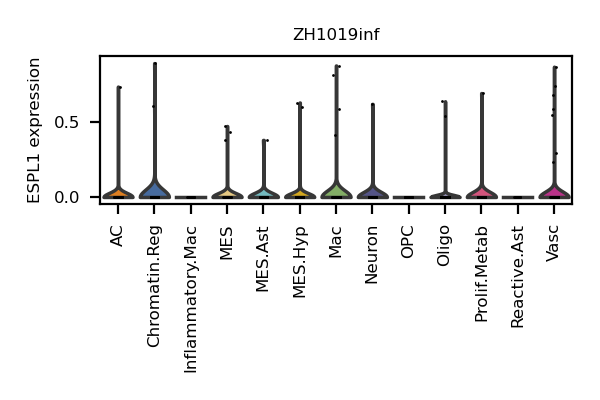 ZH1019inf
ESPL1 expression
0.5
0.0
AC
Chromatin.Reg
Inflammatory.Mac
MES
MES.Ast
MES.Hyp
Mac
Neuron
OPC
Oligo
Prolif.Metab
Reactive.Ast
Vasc